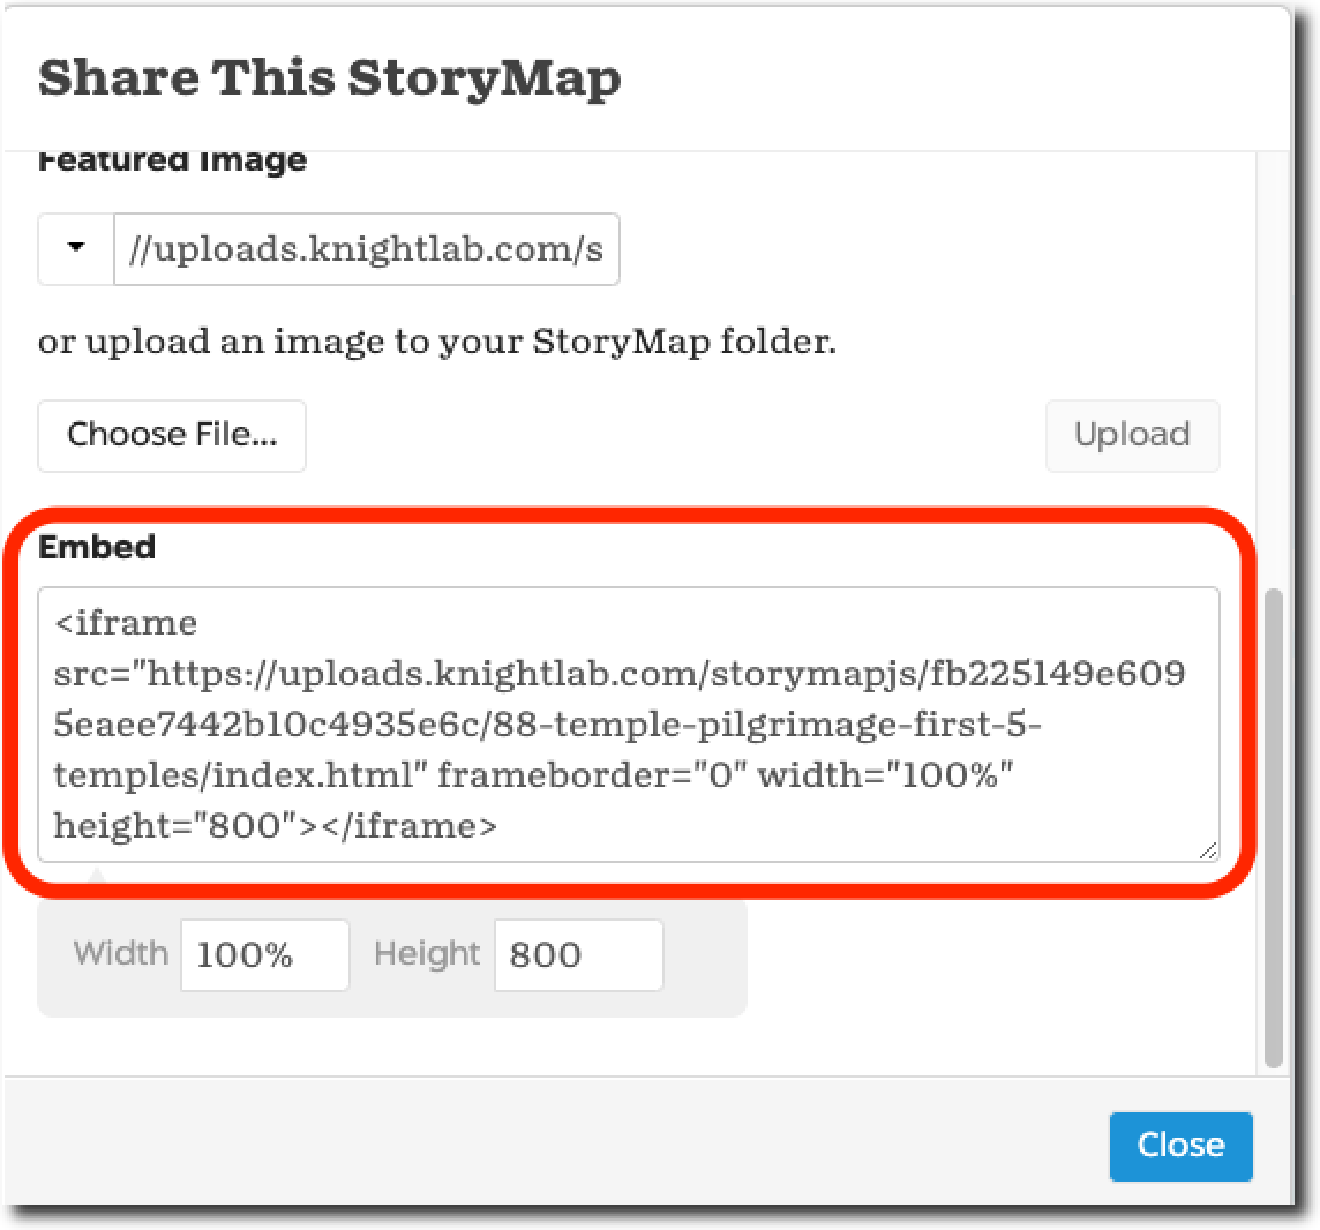 Share This StoryMap
Featured Image
//uploads.knightlab.com/s
or upload an image to your StoryMap folder.
Choose File...
Upload
Embed
<iframe
src="https://uploads.knightlab.com/storymapjs/fb225149e609
5eaee7442b10c4935e6c/88-temple-pilgrimage-first-5-
temples/index.html" frameborder="0" width="100%"
height="800"></iframe>
Width 100% Height 800
Close